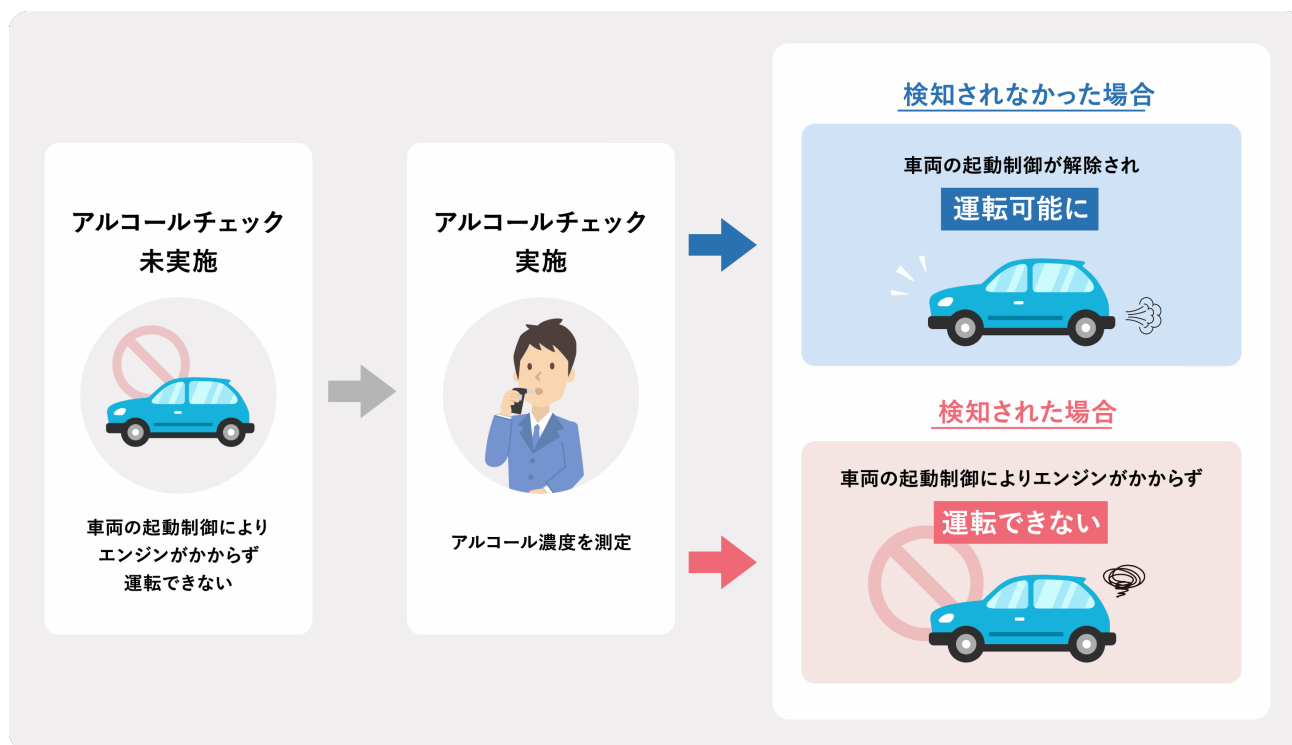 アルコールチェック
未実施
車両の起動制御により
エンジンがかからず
運転できない
アルコールチェック
実施
アルコール濃度を測定
検知されなかった場合
車両の起動制御が解除され
運転可能に
検知された場合
車両の起動制御によりエンジンがかからず
運転できない